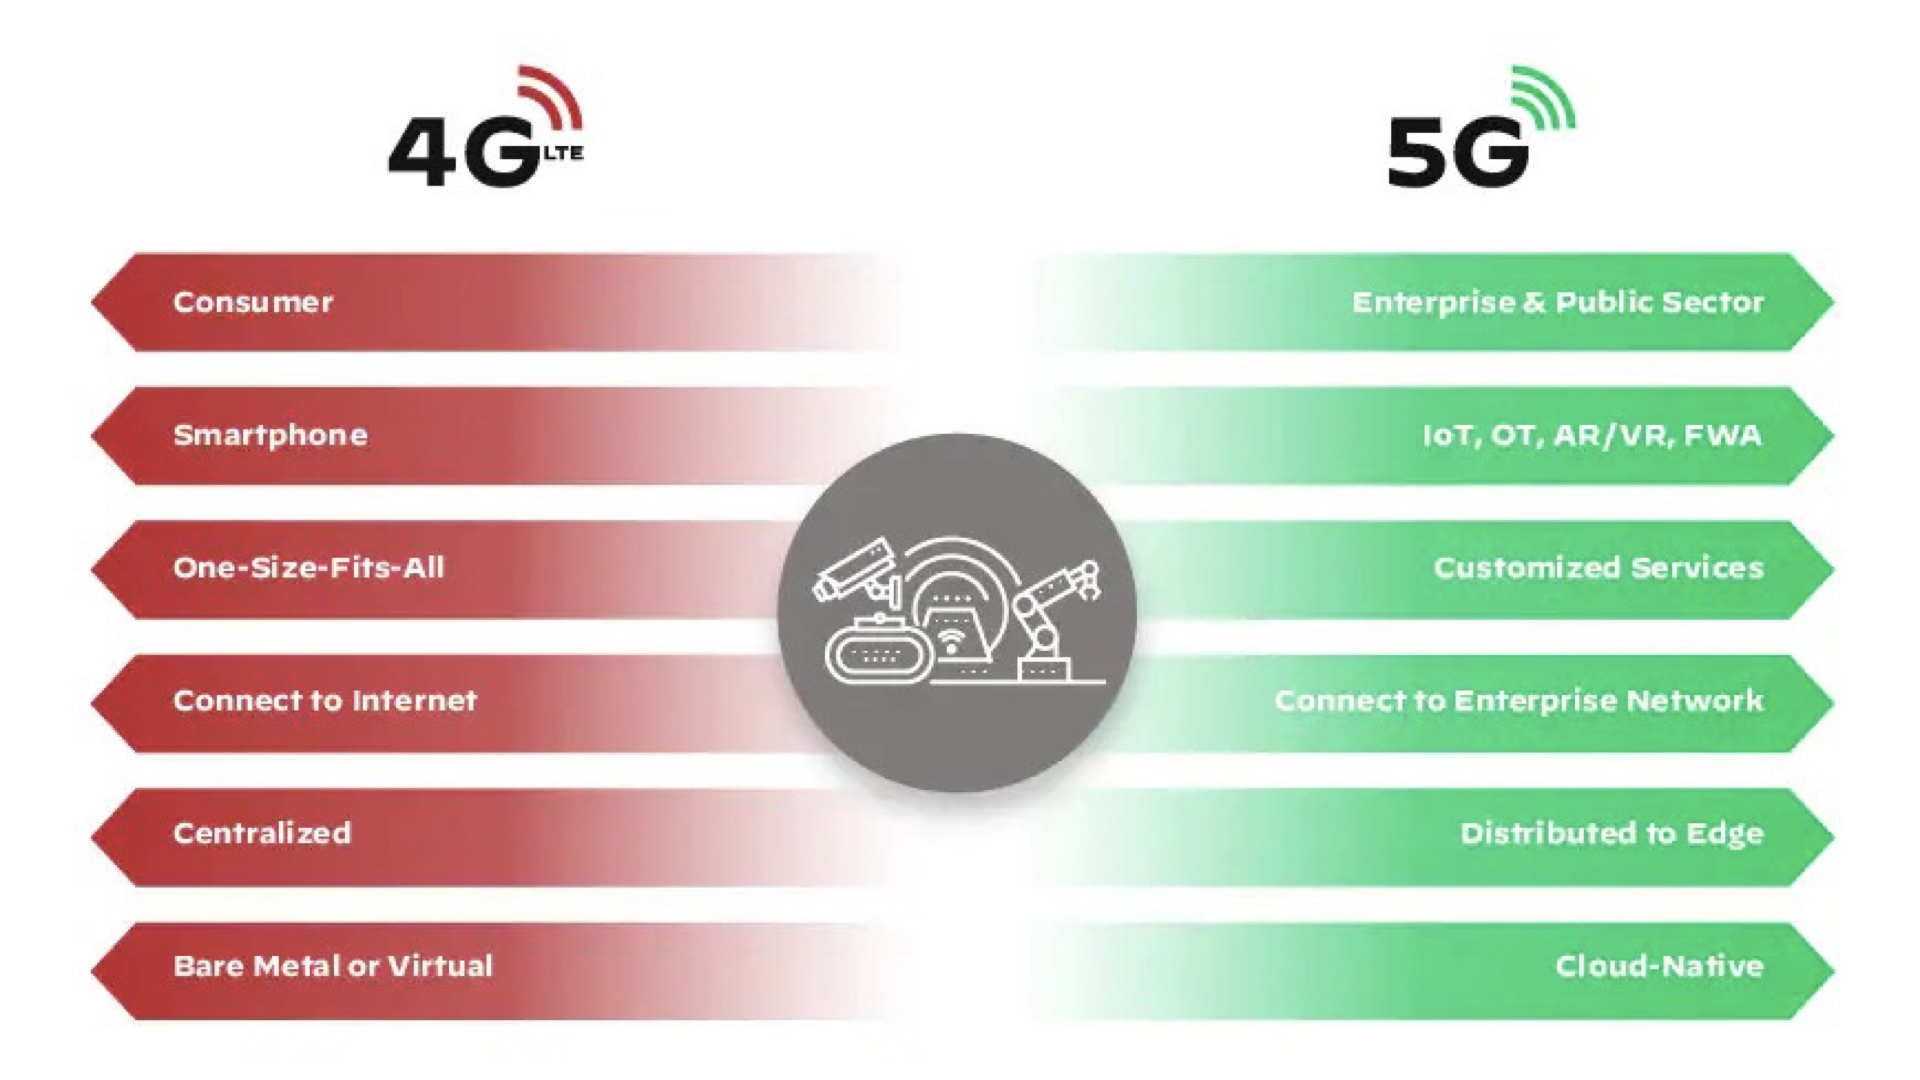 4G LTE
5G
Consumer
Enterprise & Public Sector
Smartphone
IoT, OT, AR/VR, FWA
One-Size-Fits-All
Customized Services
Connect to Internet
Connect to Enterprise Network
Centralized
Distributed to Edge
Bare Metal or Virtual
Cloud-Native